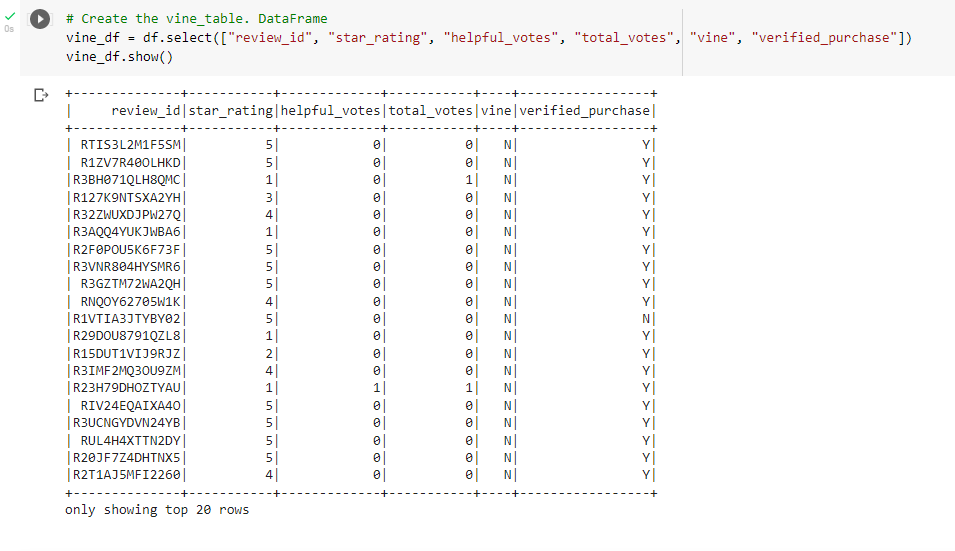 # Create the vine_table. DataFrame
vine_df = df.select(["review_id", "star_rating", "helpful_votes", "total_votes", "vine", "verified_purchase"])
vine_df.show()
0s
+--------------+-----------+-------------+-----------+----+-----------------+
|     review_id|star_rating|helpful_votes|total_votes|vine|verified_purchase|
+--------------+-----------+-------------+-----------+----+-----------------+
| RTIS3L2M1F5SM|          5|            0|          0|   N|                Y|
| R1ZV7R40OLHKD|          5|            0|          0|   N|                Y|
|R3BH071QLH8QMC|          1|            0|          1|   N|                Y|
|R127K9NTSXA2YH|          3|            0|          0|   N|                Y|
|R32ZWUXDJPW27Q|          4|            0|          0|   N|                Y|
|R3AQQ4YUKJWBA6|          1|            0|          0|   N|                Y|
|R2F0POU5K6F73F|          5|            0|          0|   N|                Y|
|R3VNR804HYSMR6|          5|            0|          0|   N|                Y|
| R3GZTM72WA2QH|          5|            0|          0|   N|                Y|
| RNQOY62705W1K|          4|            0|          0|   N|                Y|
|R1VTIA3JTYBY02|          5|            0|          0|   N|                N|
|R29DOU8791QZL8|          1|            0|          0|   N|                Y|
|R15DUT1VIJ9RJZ|          2|            0|          0|   N|                Y|
|R3IMF2MQ3OU9ZM|          4|            0|          0|   N|                Y|
|R23H79DHOZTYAU|          1|            1|          1|   N|                Y|
| RIV24EQAIXA4O|          5|            0|          0|   N|                Y|
|R3UCNGYDVN24YB|          5|            0|          0|   N|                Y|
| RUL4H4XTTN2DY|          5|            0|          0|   N|                Y|
|R20JF7Z4DHTNX5|          5|            0|          0|   N|                Y|
|R2T1AJ5MFI2260|          4|            0|          0|   N|                Y|
+--------------+-----------+-------------+-----------+----+-----------------+
only showing top 20 rows